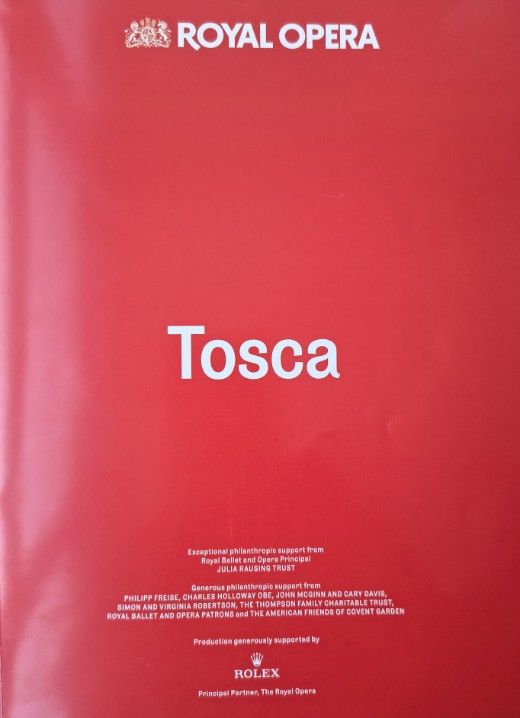 ROYAL OPERA
Tosca
Exceptional philanthropic support from
Royal Ballet and Opera Principal
JULIA RAUSING TRUST
Generous philanthropic support from
PHILIPP FREISE, CHARLES HOLLOWAY OBE, JOHN MCGINN AND CARY DAVIS,
SIMON AND VIRGINIA ROBERTSON, THE THOMPSON FAMILY CHARITABLE TRUST,
ROYAL BALLET AND OPERA PATRONS and THE AMERICAN FRIENDS OF COVENT GARDEN
Production generously supported by
ROLEX
Principal Partner, The Royal Opera